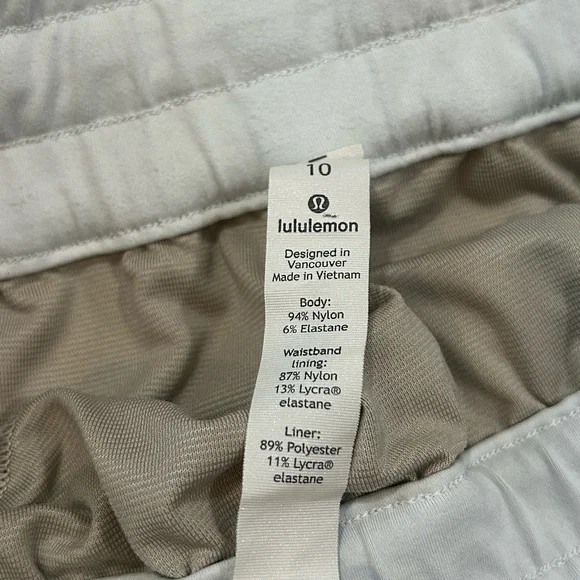 10
lululemon
Designed in
Vancouver
Made in Vietnam
Body:
94% Nylon
6% Elastane
Waistband
lining:
87% Nylon
13% Lycra®
elastane
Liner:
89% Polyester
11% Lycra®
elastane